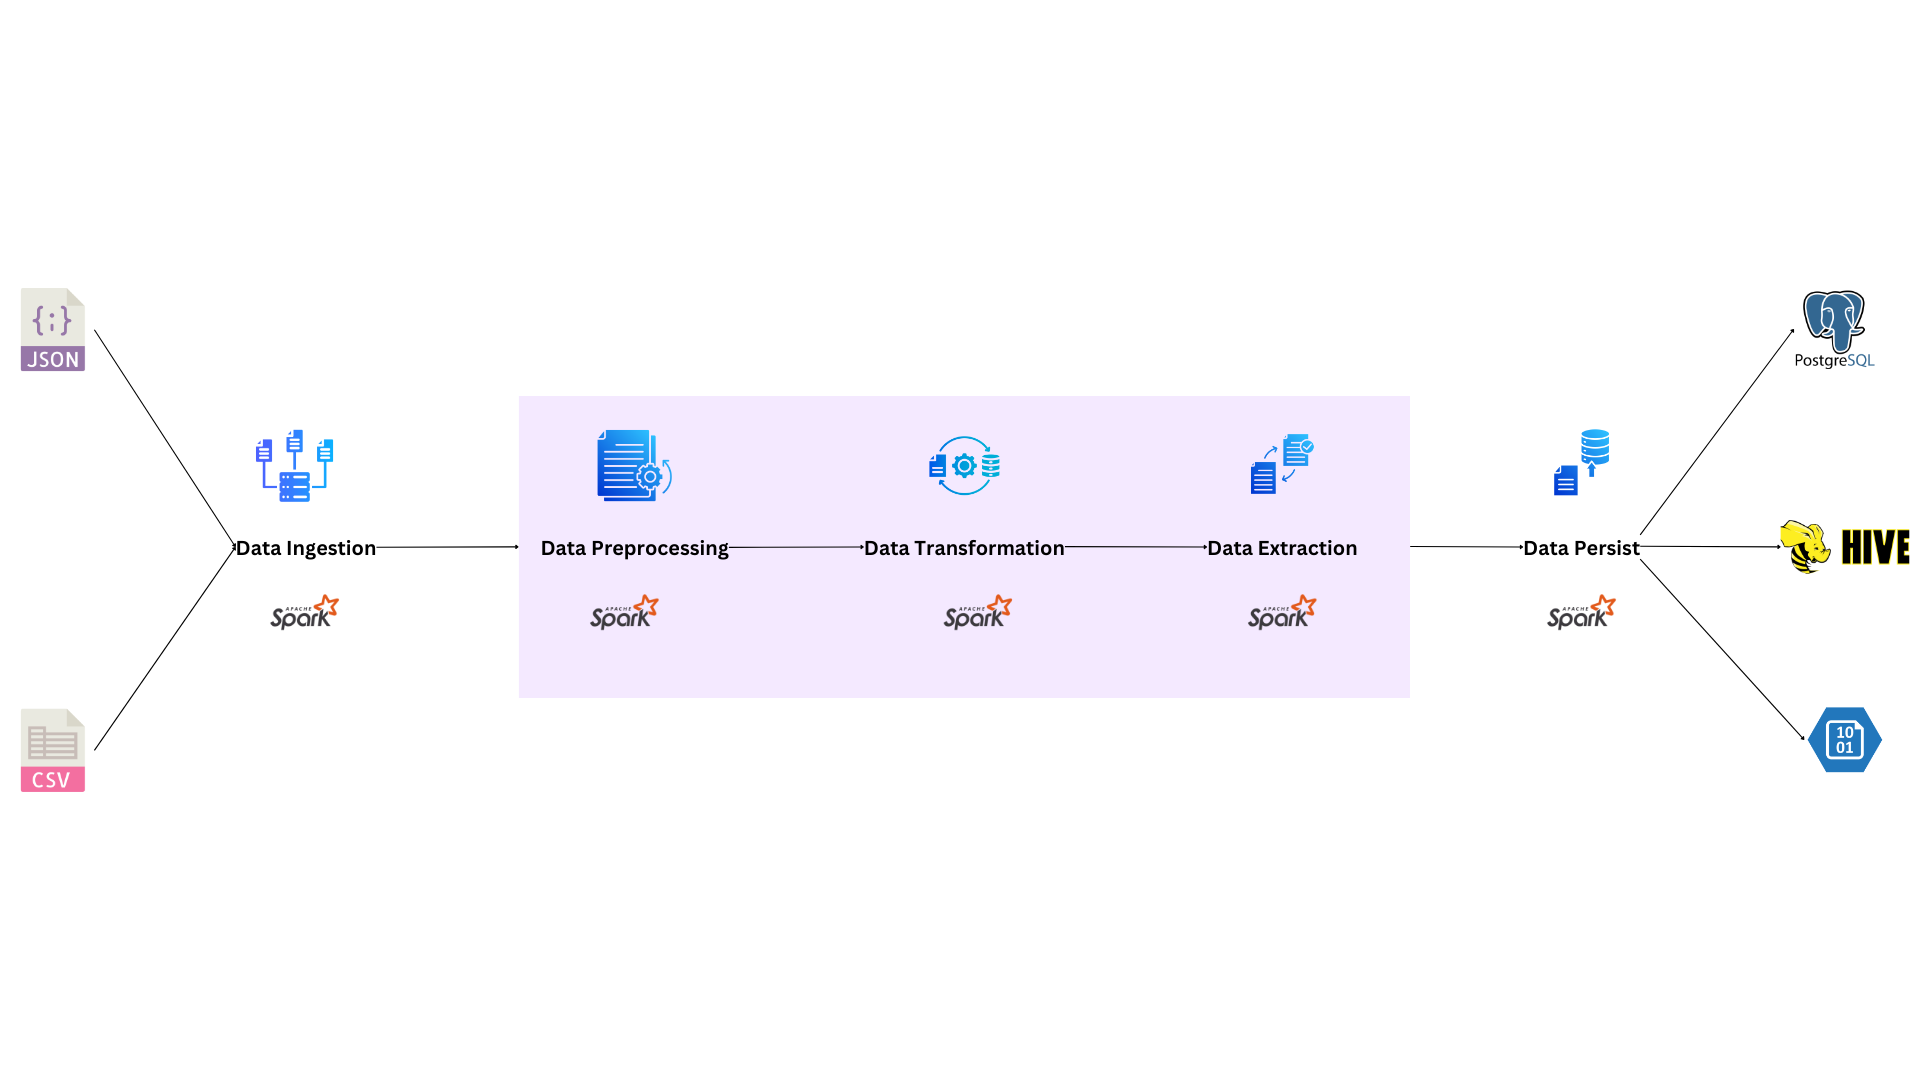 {;}
JSON
PostgreSQL
Data Ingestion
Data Preprocessing
Data Transformation
Data Extraction
Data Persist
HIVE
APACHE
Spark
APACHE
Spark
APACHE
Spark
APACHE
Spark
APACHE
Spark
CSV
10
01